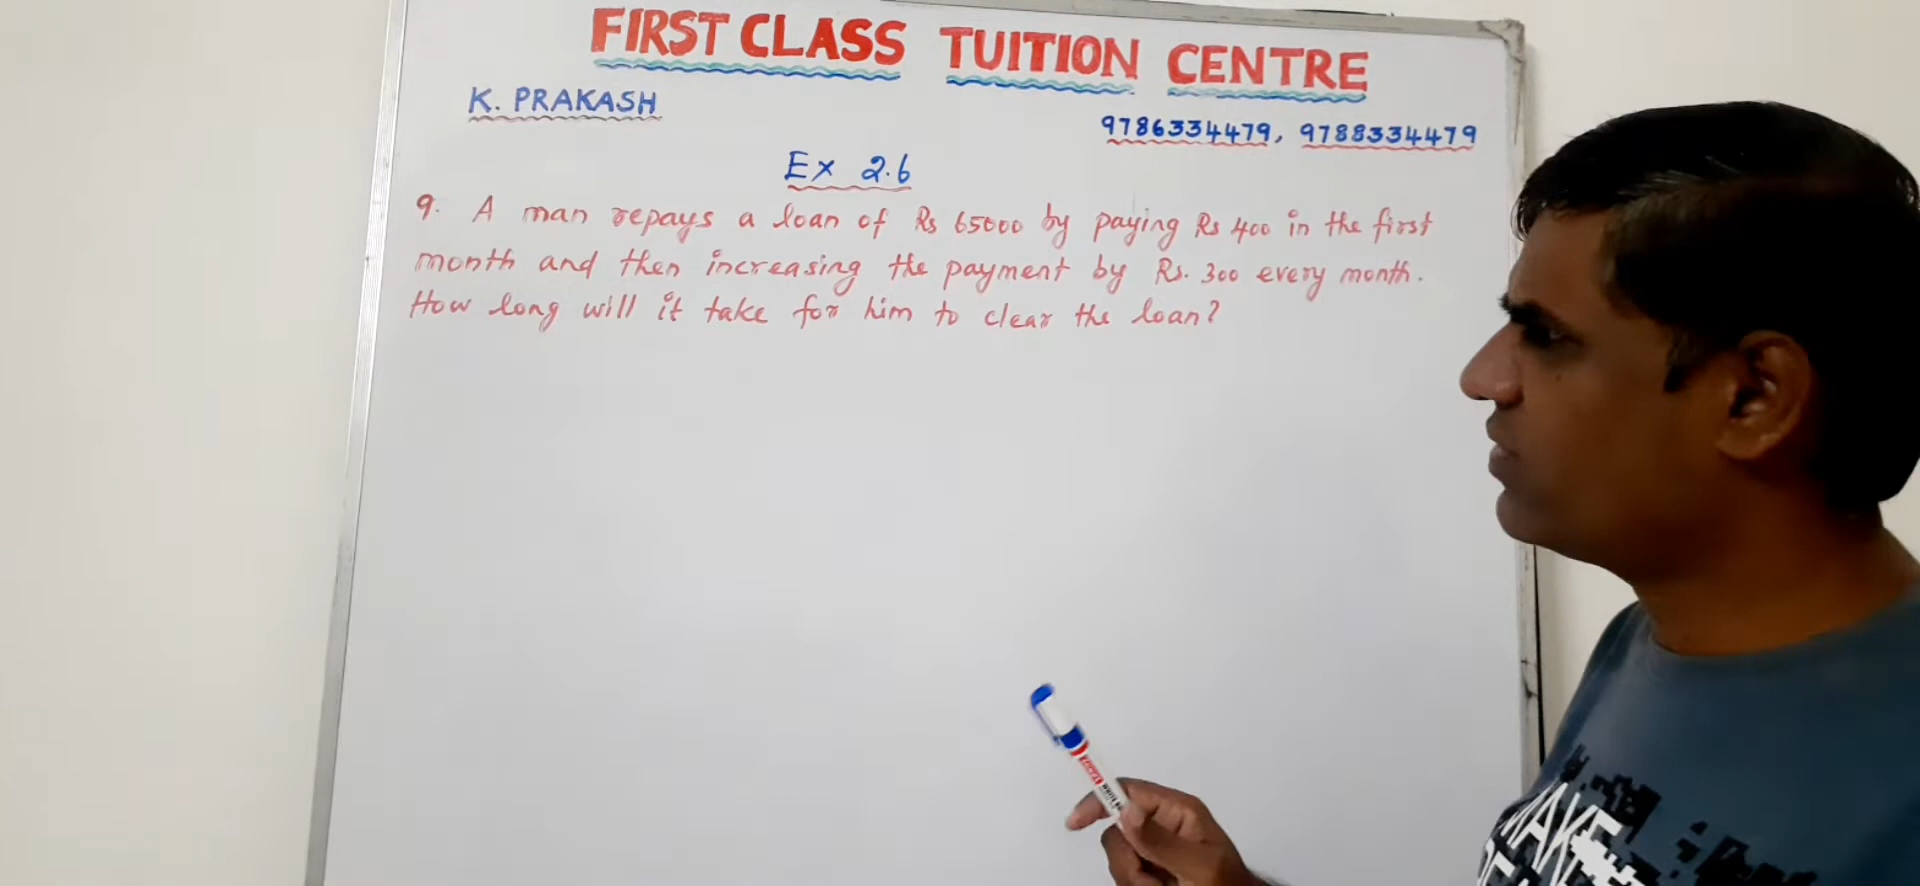 FIRST CLASS TUITION CENTRE
K. PRAKASH
9786334479, 9788334479
Ex 2.6
9. A man repays a loan of Rs 65000 by paying Rs 400 in the first
month and then increasing the payment by Rs. 300 every month.
How long will it take for him to clear the loan?
MAKE